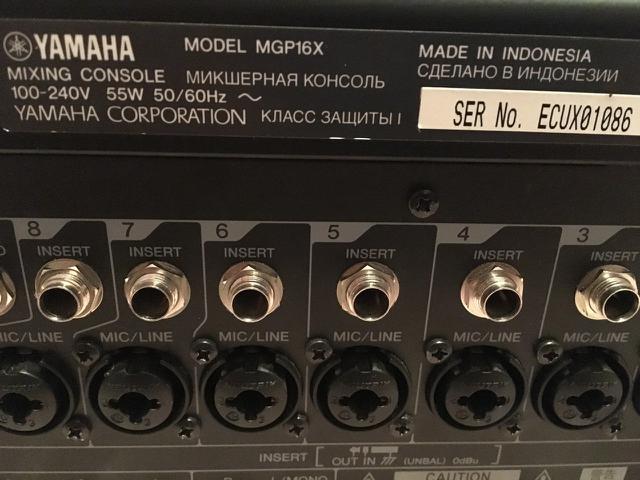 YAMAHA MODEL MGP16X MADE IN INDONESIA
MIXING CONSOLE МИКШЕРНАЯ КОНСОЛЬ СДЕЛАНО В ИНДОНЕЗИИ
100-240V 55W 50/60Hz ～
YAMAHA CORPORATION КЛАСС ЗАЩИТЫ I SER No. ECUX01086
8 7 6 5 4 3
INSERT INSERT INSERT INSERT INSERT INSERT
MIC/LINE MIC/LINE MIC/LINE MIC/LINE MIC/LINE MIC/LINE
INSERT [ OUT IN (UNBAL) 0dBu ]
CAUTION